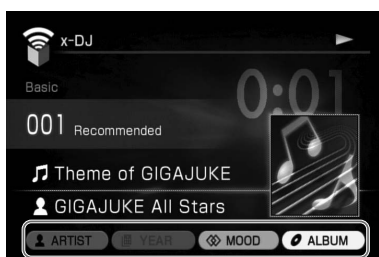 x-DJ
Basic
0:01
001 Recommended
Theme of GIGAJUKE
GIGAJUKE All Stars
ARTIST YEAR MOOD ALBUM